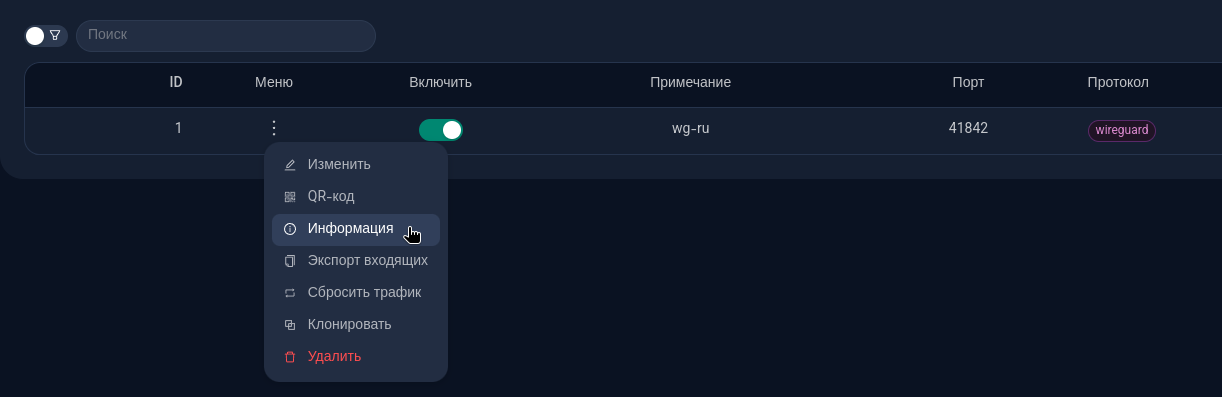 Поиск
ID Меню Включить Примечание Порт Протокол
1 wg-ru 41842 wireguard
Изменить
QR-код
Информация
Экспорт входящих
Сбросить трафик
Клонировать
Удалить